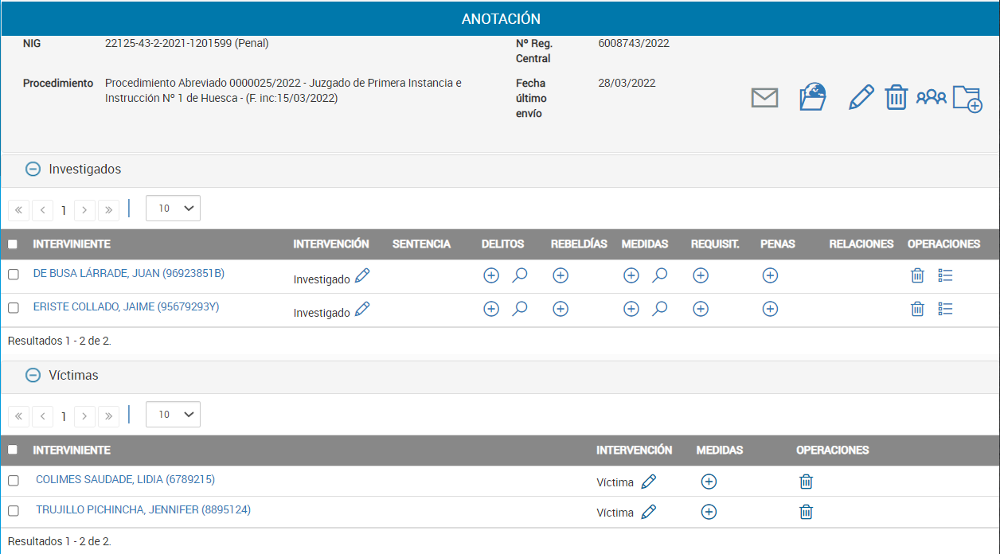 ANOTACIÓN
NIG 22125-43-2-2021-1201599 (Penal) Nº Reg. 6008743/2022
Central
Procedimiento Procedimiento Abreviado 0000025/2022 - Juzgado de Primera Instancia e Fecha 28/03/2022
Instrucción Nº 1 de Huesca - (F. inc:15/03/2022) último
envío
Investigados
« ‹ 1 › » 10
INTERVINIENTE INTERVENCIÓN SENTENCIA DELITOS REBELDÍAS MEDIDAS REQUISIT. PENAS RELACIONES OPERACIONES
DE BUSA LÁRRADE, JUAN (96923851B) Investigado
ERISTE COLLADO, JAIME (95679293Y) Investigado
Resultados 1 - 2 de 2.
Víctimas
« ‹ 1 › » 10
INTERVINIENTE INTERVENCIÓN MEDIDAS OPERACIONES
COLIMES SAUDADE, LIDIA (6789215) Víctima
TRUJILLO PICHINCHA, JENNIFER (8895124) Víctima
Resultados 1 - 2 de 2.